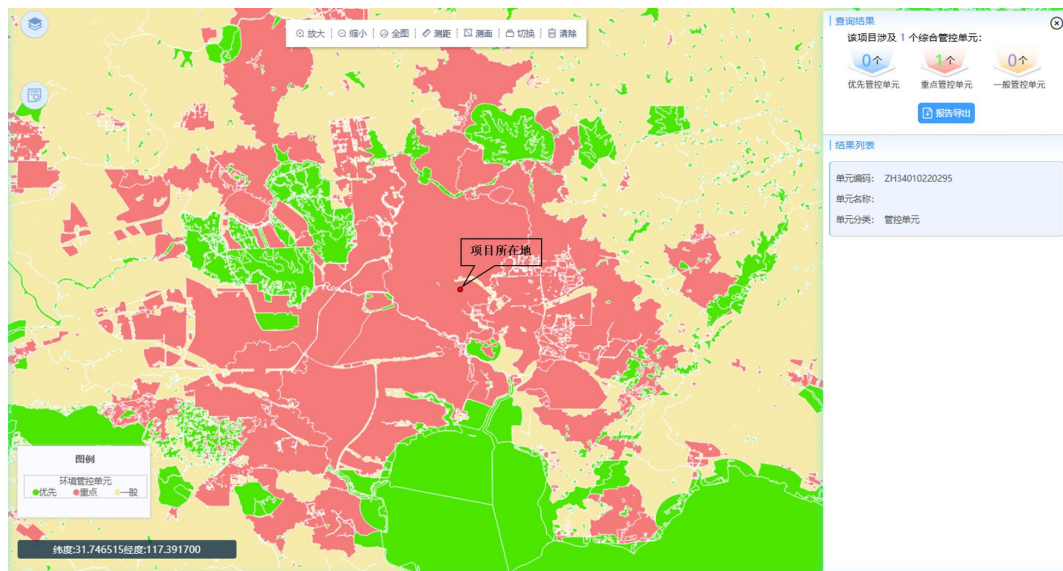 放大 缩小 全图 测距 测面 切换 清除
查询结果
该项目涉及 1 个综合管控单元：
0个 1个 0个
优先管控单元 重点管控单元 一般管控单元
报告导出
结果列表
单元编码： ZH34010220295
单元名称：
单元分类： 管控单元
项目所在地
图例
环境管控单元
优先 重点 一般
纬度:31.746515经度:117.391700